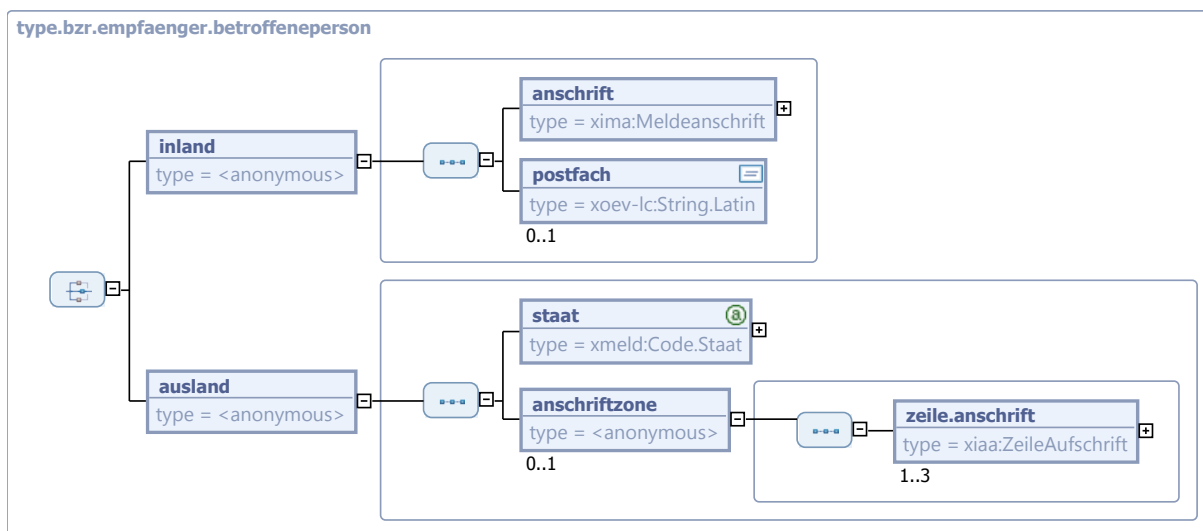 type.bzr.empfaenger.betroffeneperson
anschrift
type = xima:Meldeanschrift
inland
type = <anonymous>
postfach
type = xoev-lc:String.Latin
0..1
staat
type = xmeld:Code.Staat
ausland
type = <anonymous>
anschriftzone
type = <anonymous>
0..1
zeile.anschrift
type = xiaa:ZeileAufschrift
1..3